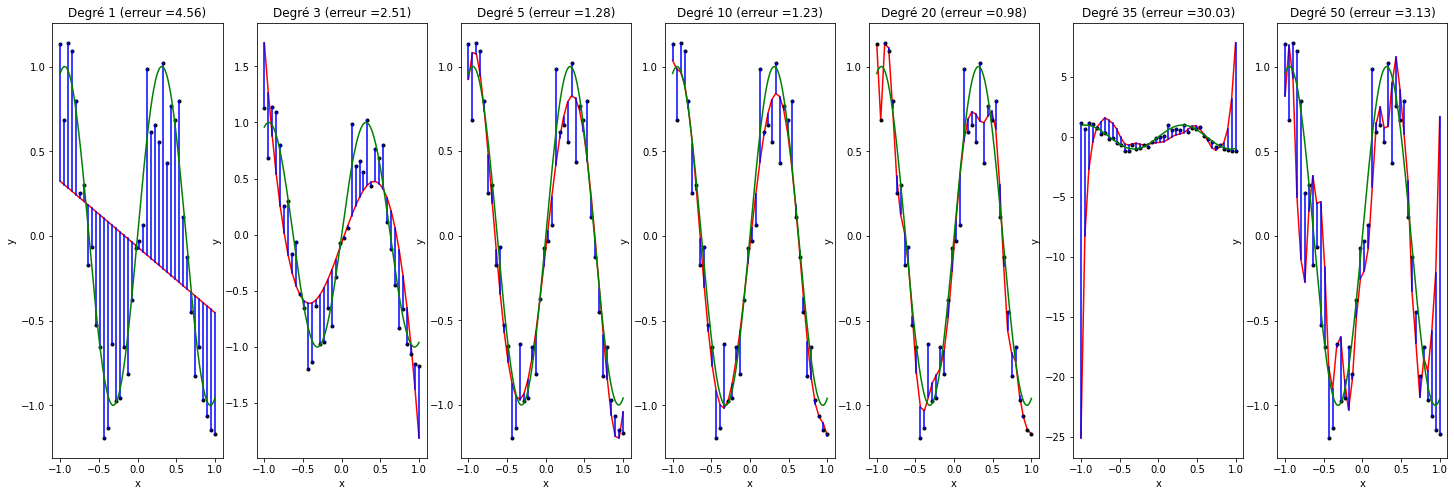 Degré 1 (erreur =4.56)
1.0
0.5
0.0
−0.5
−1.0
y
−1.0 −0.5 0.0 0.5 1.0
x
Degré 3 (erreur =2.51)
1.5
1.0
0.5
0.0
−0.5
−1.0
−1.5
y
−1.0 −0.5 0.0 0.5 1.0
x
Degré 5 (erreur =1.28)
1.0
0.5
0.0
−0.5
−1.0
y
−1.0 −0.5 0.0 0.5 1.0
x
Degré 10 (erreur =1.23)
1.0
0.5
0.0
−0.5
−1.0
y
−1.0 −0.5 0.0 0.5 1.0
x
Degré 20 (erreur =0.98)
1.0
0.5
0.0
−0.5
−1.0
y
−1.0 −0.5 0.0 0.5 1.0
x
Degré 35 (erreur =30.03)
5
0
−5
−10
−15
−20
−25
y
−1.0 −0.5 0.0 0.5 1.0
x
Degré 50 (erreur =3.13)
1.0
0.5
0.0
−0.5
−1.0
y
−1.0 −0.5 0.0 0.5 1.0
x